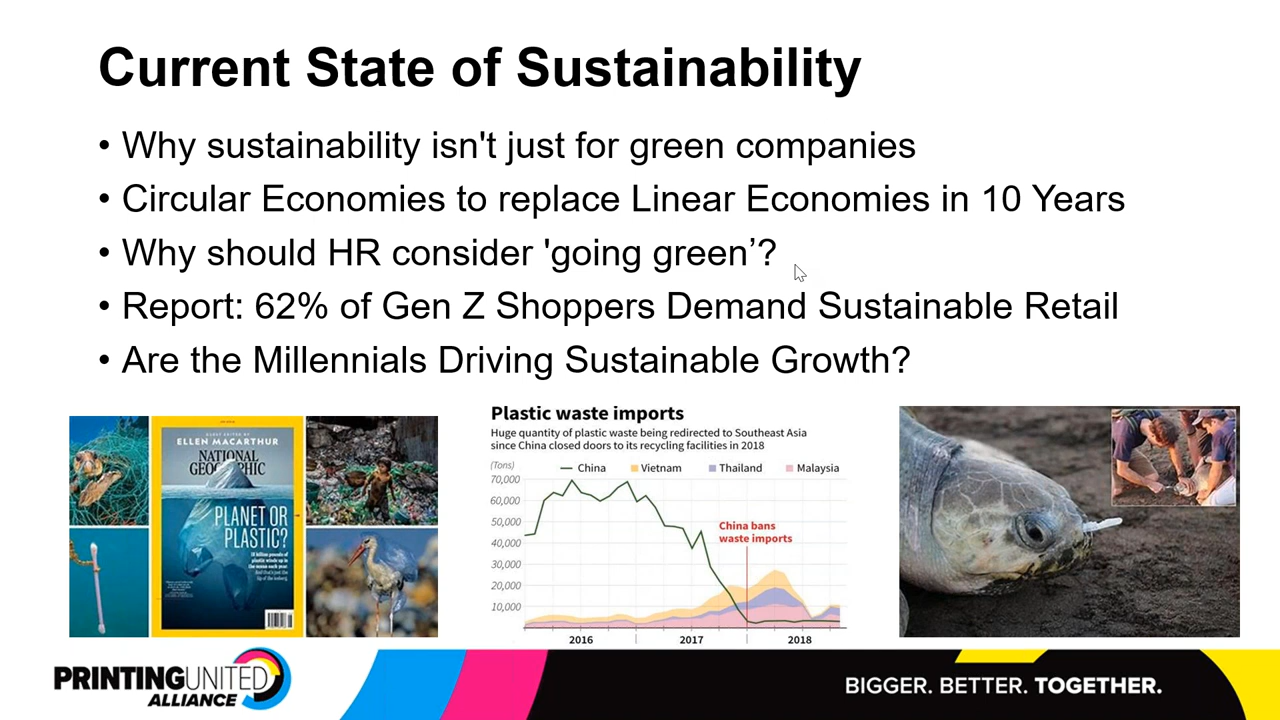 Current State of Sustainability
• Why sustainability isn't just for green companies
• Circular Economies to replace Linear Economies in 10 Years
• Why should HR consider 'going green’?
• Report: 62% of Gen Z Shoppers Demand Sustainable Retail
• Are the Millennials Driving Sustainable Growth?
ELLEN MACARTHUR
NATIONAL
GEOGRAPHIC
PLANET OR
PLASTIC?
Plastic waste imports
Huge quantity of plastic waste being redirected to Southeast Asia
since China closed doors to its recycling facilities in 2018
(Tons)
China Vietnam Thailand Malaysia
70,000
60,000
50,000
40,000
30,000
20,000
10,000
China bans
waste imports
2016 2017 2018
PRINTING UNITED
ALLIANCE
BIGGER. BETTER. TOGETHER.